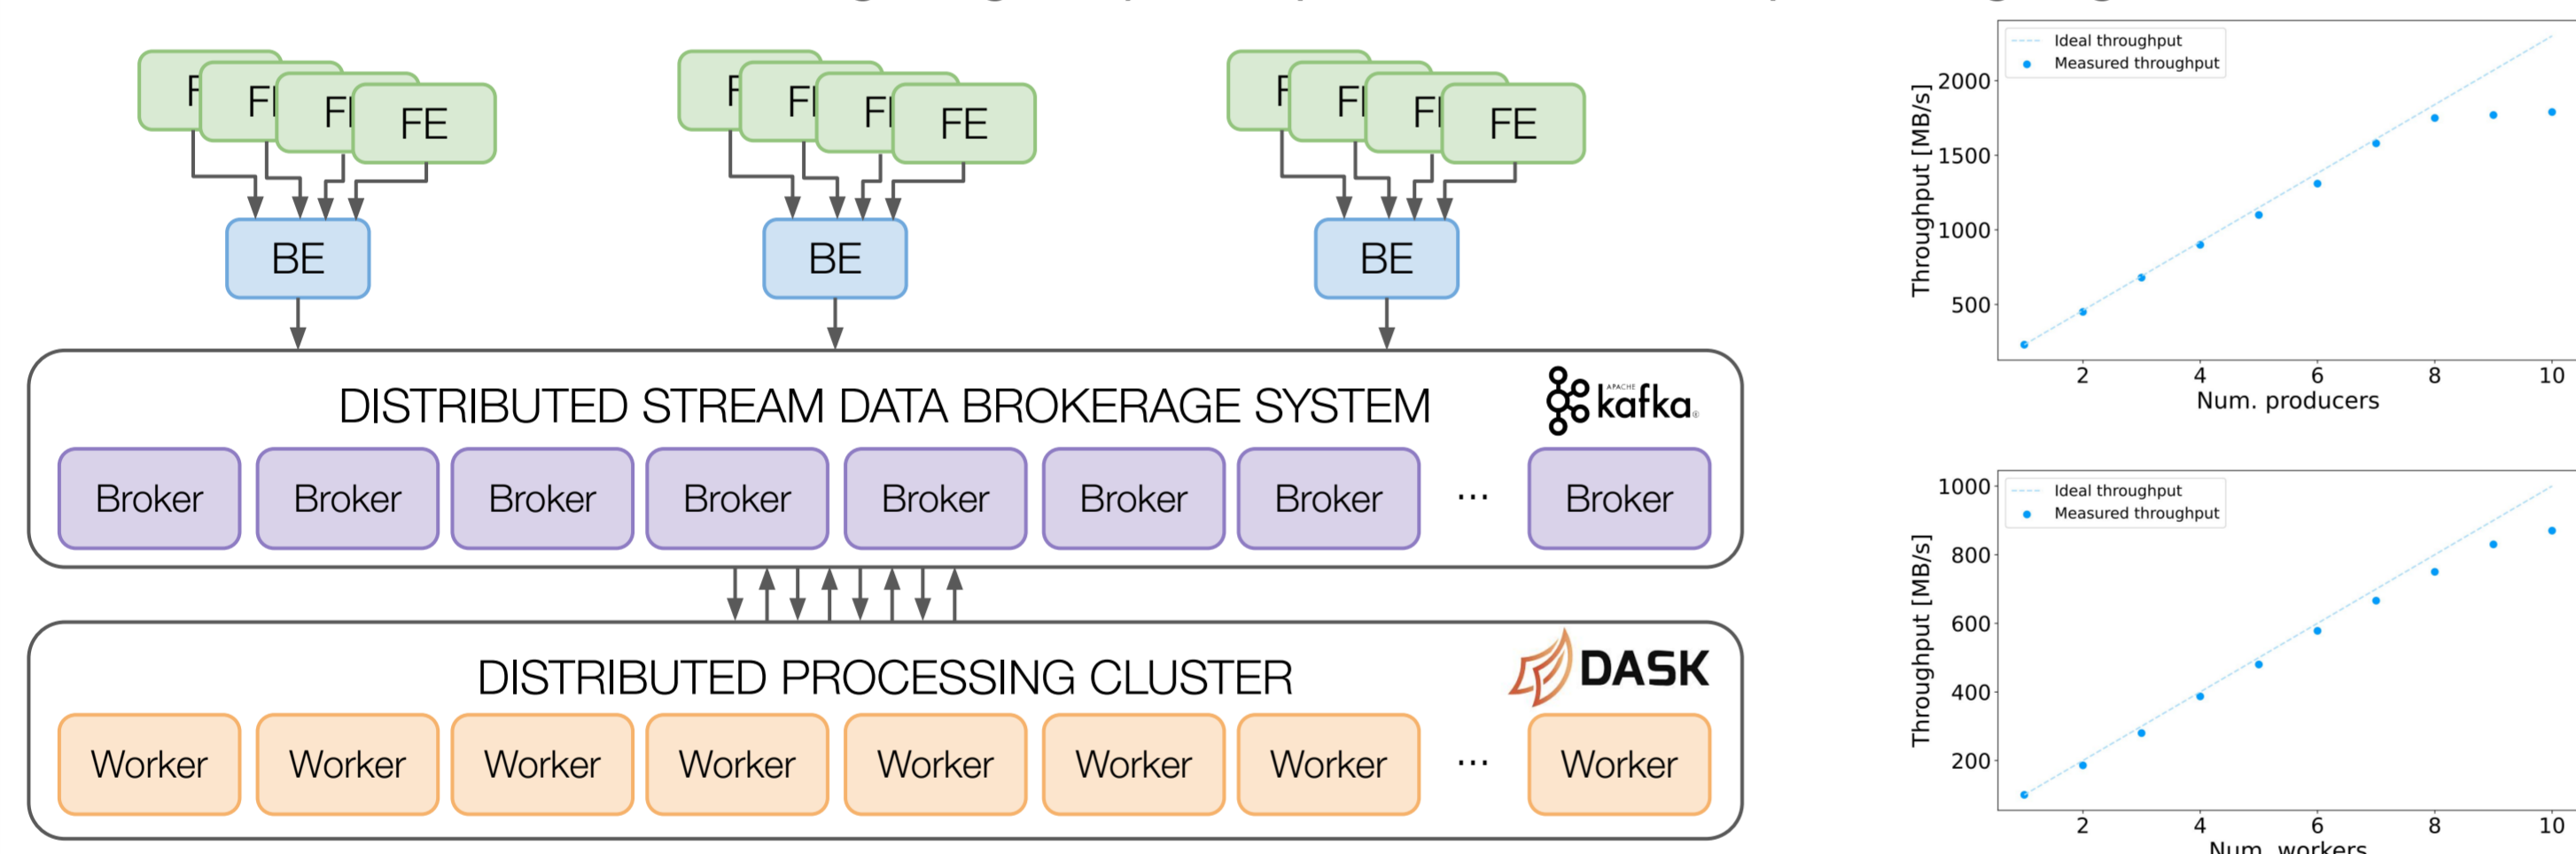 FE
FE
FE
BE
BE
BE
DISTRIBUTED STREAM DATA BROKERAGE SYSTEM
APACHE
kafka
Broker Broker Broker Broker Broker Broker Broker ... Broker
DISTRIBUTED PROCESSING CLUSTER
DASK
Worker Worker Worker Worker Worker Worker Worker ... Worker
Ideal throughput
Measured throughput
Throughput [MB/s]
2000
1500
1000
500
2 4 6 8 10
Num. producers
Ideal throughput
Measured throughput
Throughput [MB/s]
1000
800
600
400
200
2 4 6 8 10
Num. workers